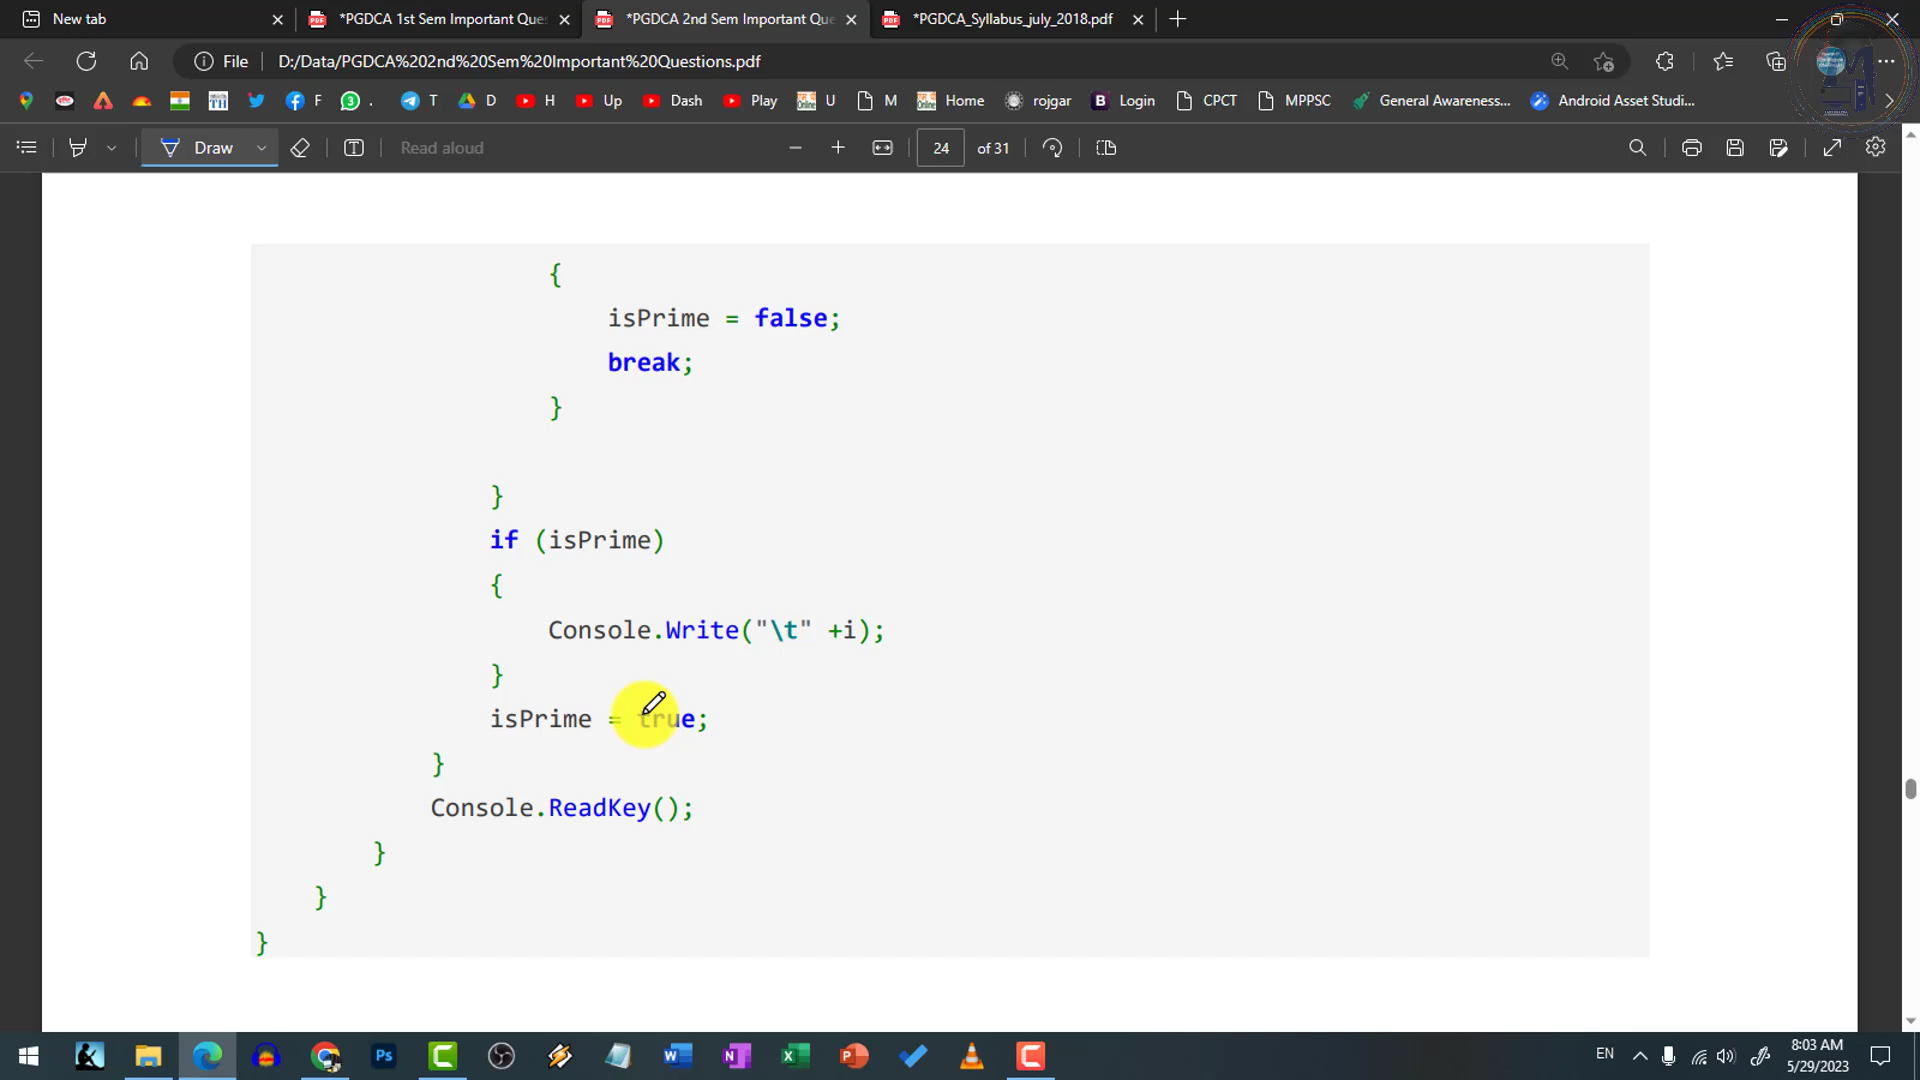 New tab
*PGDCA 1st Sem Important Que
*PGDCA 2nd Sem Important Qu
*PGDCA_Syllabus_july_2018.pdf
File
D:/Data/PGDCA%202nd%20Sem%20Important%20Questions.pdf
F
.
T
D
H
Up
Dash
Play
U
M
Home
rojgar
Login
CPCT
MPPSC
General Awareness...
Android Asset Studi...
Draw
Read aloud
24
of 31
{
isPrime = false;
break;
}
}
if (isPrime)
{
Console.Write("\t" +i);
}
isPrime = true;
}
Console.ReadKey();
}
}
}
EN
8:03 AM
5/29/2023